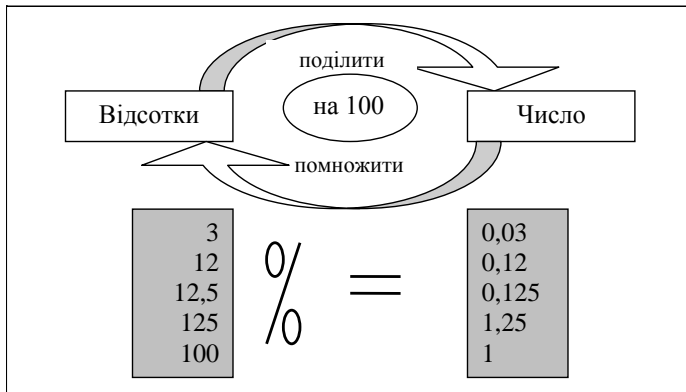 поділити
Відсотки
на 100
Число
помножити
3
12
12,5
125
100
% =
0,03
0,12
0,125
1,25
1